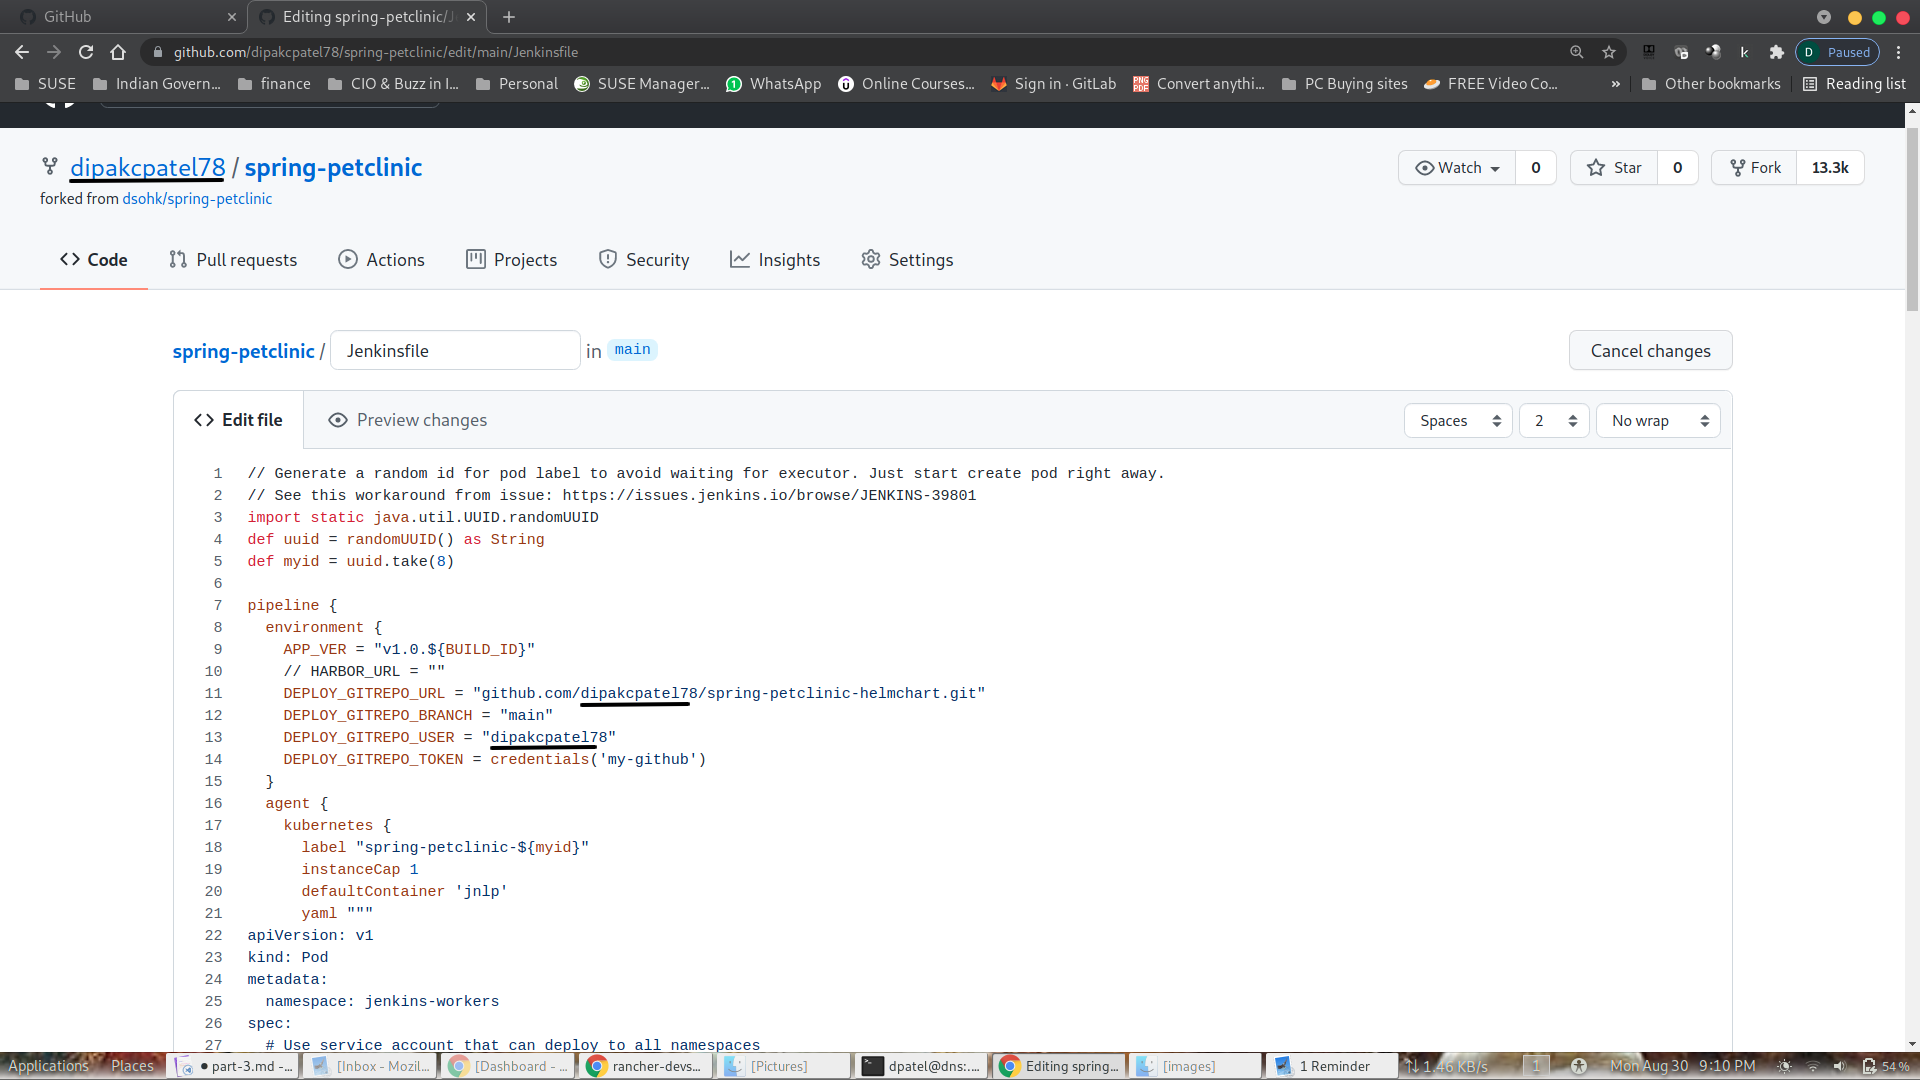 GitHub
Editing spring-petclinic/J
github.com/dipakcpatel78/spring-petclinic/edit/main/Jenkinsfile
D Paused
SUSE Indian Govern... finance CIO & Buzz in I... Personal SUSE Manager... WhatsApp Online Courses... Sign in · GitLab Convert anythi... PC Buying sites FREE Video Co... » Other bookmarks Reading list
dipakcpatel78 / spring-petclinic
Watch 0 Star 0 Fork 13.3k
forked from dsohk/spring-petclinic
Code Pull requests Actions Projects Security Insights Settings
spring-petclinic / Jenkinsfile in main Cancel changes
Edit file Preview changes Spaces 2 No wrap
1 // Generate a random id for pod label to avoid waiting for executor. Just start create pod right away.
2 // See this workaround from issue: https://issues.jenkins.io/browse/JENKINS-39801
3 import static java.util.UUID.randomUUID
4 def uuid = randomUUID() as String
5 def myid = uuid.take(8)
6
7 pipeline {
8   environment {
9     APP_VER = "v1.0.${BUILD_ID}"
10     // HARBOR_URL = ""
11     DEPLOY_GITREPO_URL = "github.com/dipakcpatel78/spring-petclinic-helmchart.git"
12     DEPLOY_GITREPO_BRANCH = "main"
13     DEPLOY_GITREPO_USER = "dipakcpatel78"
14     DEPLOY_GITREPO_TOKEN = credentials('my-github')
15   }
16   agent {
17     kubernetes {
18       label "spring-petclinic-${myid}"
19       instanceCap 1
20       defaultContainer 'jnlp'
21       yaml """
22 apiVersion: v1
23 kind: Pod
24 metadata:
25   namespace: jenkins-workers
26 spec:
27   # Use service account that can deploy to all namespaces
Applications Places • part-3.md -... [Inbox - Mozil... [Dashboard - ... rancher-devs... [Pictures] dpatel@dns:... Editing spring... [images] 1 Reminder 1.46 KB/s 1 Mon Aug 30 9:10 PM 54 %